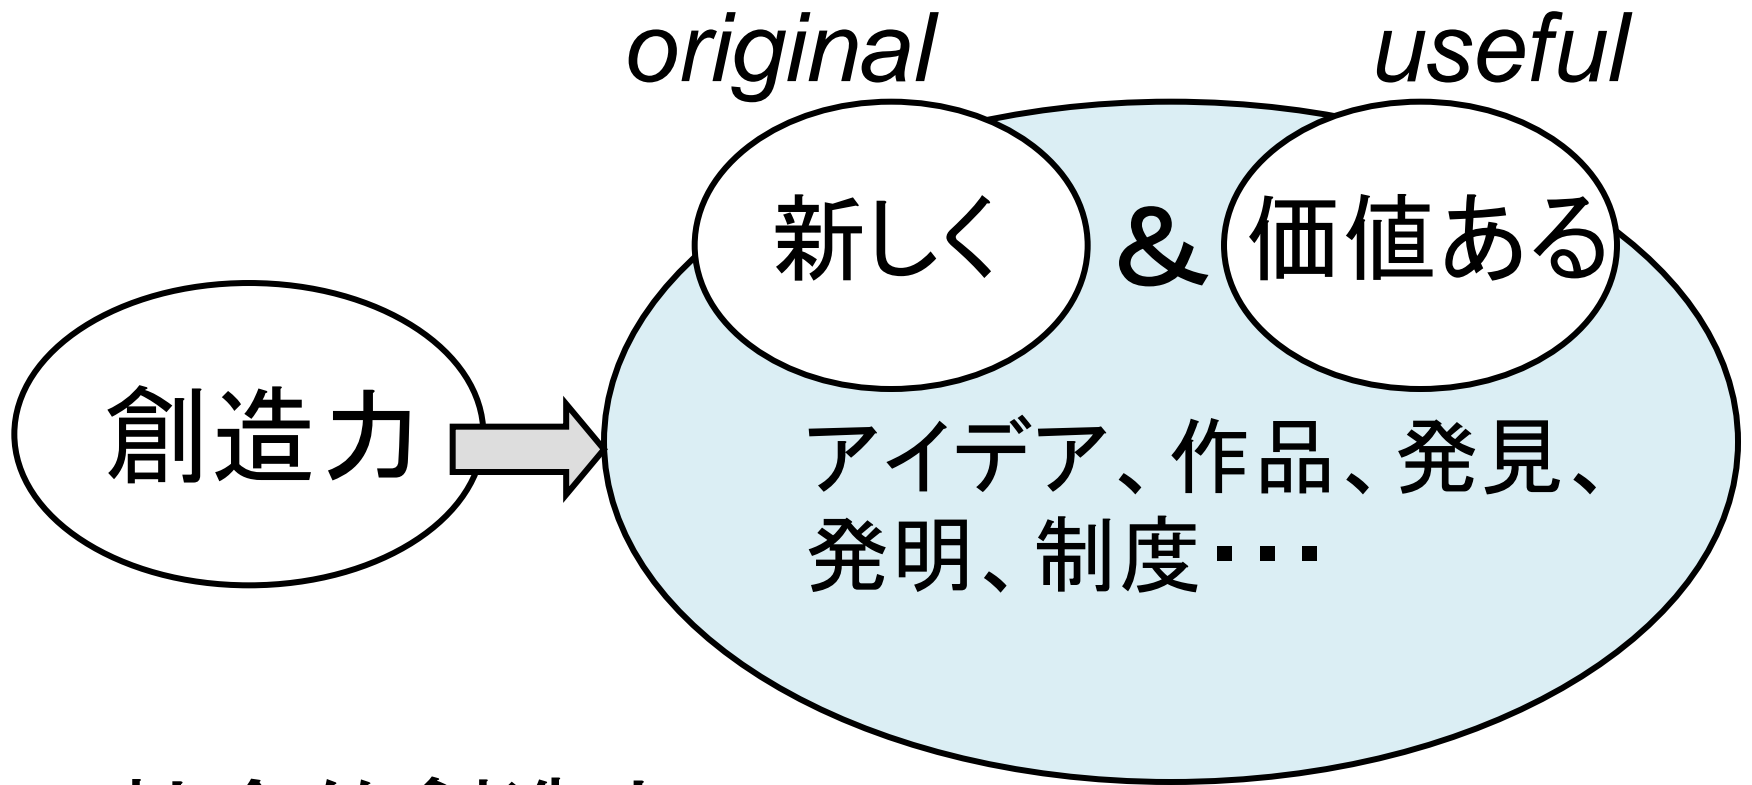 original
useful
新しく
&
価値ある
創造力
アイデア、作品、発見、
発明、制度・・・